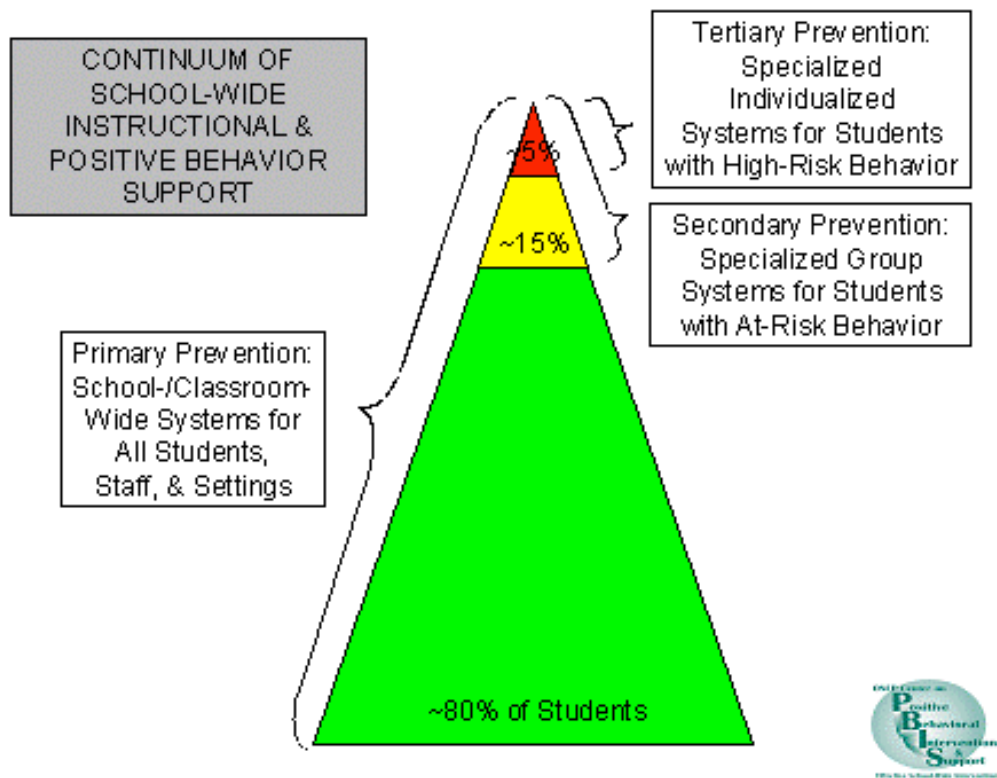 CONTINUUM OF
SCHOOL-WIDE
INSTRUCTIONAL &
POSITIVE BEHAVIOR
SUPPORT
Tertiary Prevention:
Specialized
Individualized
Systems for Students
with High-Risk Behavior
~5%
Secondary Prevention:
Specialized Group
Systems for Students
with At-Risk Behavior
~15%
Primary Prevention:
School-/Classroom-
Wide Systems for
All Students,
Staff, & Settings
~80% of Students
Center on
Positive
Behavioral
Intervention
&
Support